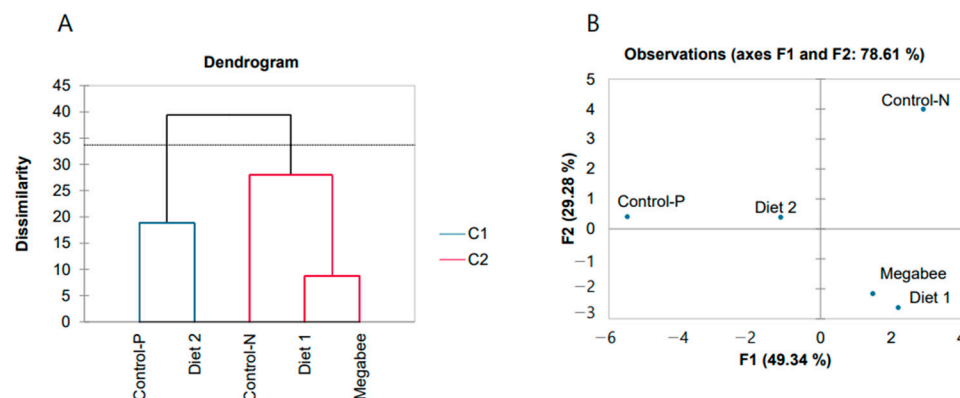 A
Dendrogram
45
40
35
30
25
20
15
10
5
0
Dissimilarity
Control-P
Diet 2
Control-N
Diet 1
Megabee
C1
C2
B
Observations (axes F1 and F2: 78.61 %)
5
4
3
2
1
0
−1
−2
−3
F2 (29.28 %)
Control-N
Control-P
Diet 2
Megabee
Diet 1
−6
−4
−2
0
2
4
F1 (49.34 %)